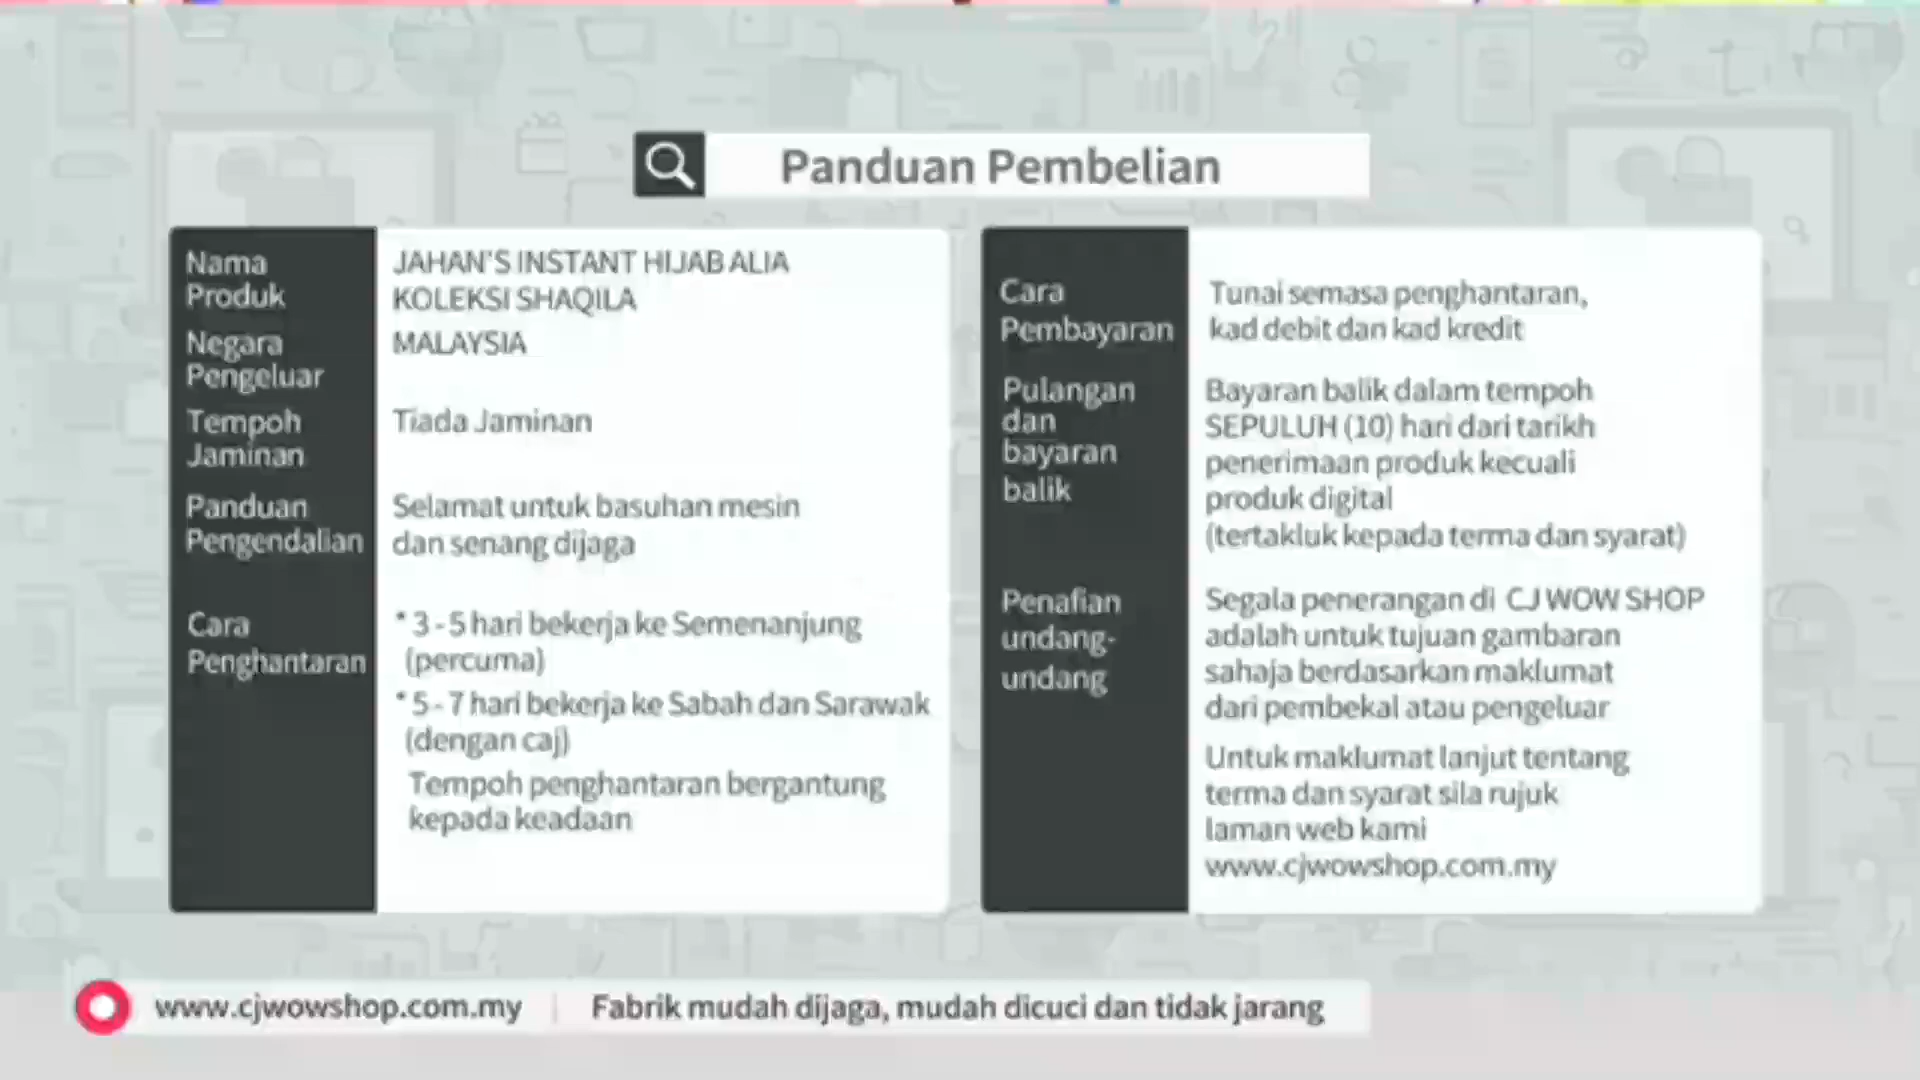 Panduan Pembelian
Nama
Produk
JAHAN'S INSTANT HIJAB ALIA
KOLEKSI SHAQILA
Negara
Pengeluar
MALAYSIA
Tempoh
Jaminan
Tiada Jaminan
Panduan
Pengendalian
Selamat untuk basuhan mesin
dan senang dijaga
Cara
Penghantaran
* 3 - 5 hari bekerja ke Semenanjung
(percuma)
* 5 - 7 hari bekerja ke Sabah dan Sarawak
(dengan caj)
Tempoh penghantaran bergantung
kepada keadaan
Cara
Pembayaran
Tunai semasa penghantaran,
kad debit dan kad kredit
Pulangan
dan
bayaran
balik
Bayaran balik dalam tempoh
SEPULUH (10) hari dari tarikh
penerimaan produk kecuali
produk digital
(tertakluk kepada terma dan syarat)
Penafian
undang-
undang
Segala penerangan di CJ WOW SHOP
adalah untuk tujuan gambaran
sahaja berdasarkan maklumat
dari pembekal atau pengeluar
Untuk maklumat lanjut tentang
terma dan syarat sila rujuk
laman web kami
www.cjwowshop.com.my
www.cjwowshop.com.my
Fabrik mudah dijaga, mudah dicuci dan tidak jarang